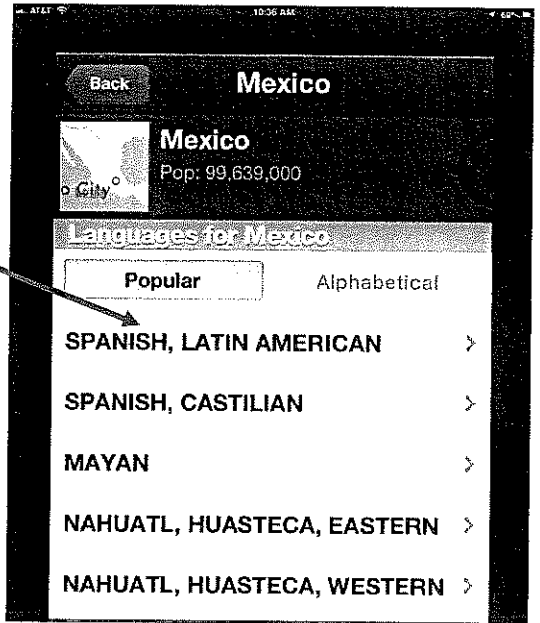 AT&T 10:36 AM
Back Mexico
Mexico
Pop: 99,639,000
City
Languages for Mexico
Popular Alphabetical
SPANISH, LATIN AMERICAN
SPANISH, CASTILIAN
MAYAN
NAHUATL, HUASTECA, EASTERN
NAHUATL, HUASTECA, WESTERN